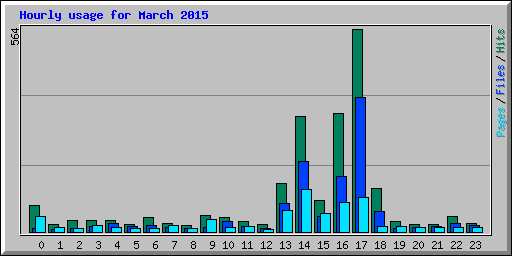 Hourly usage for March 2015
564
Pages/Files/Hits
0 1 2 3 4 5 6 7 8 9 10 11 12 13 14 15 16 17 18 19 20 21 22 23